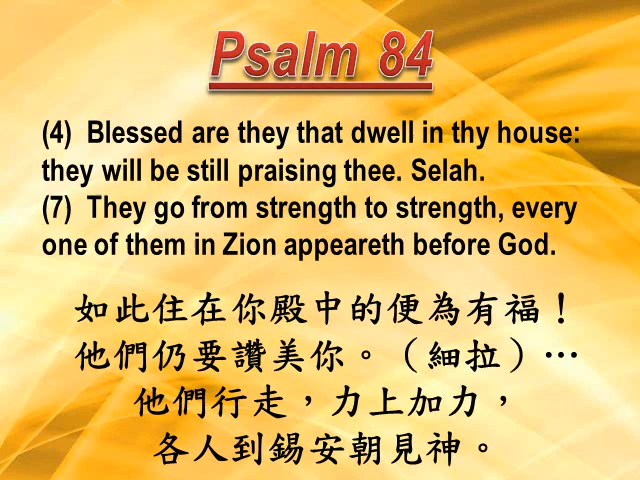 Psalm 84
(4) Blessed are they that dwell in thy house:
they will be still praising thee. Selah.
(7) They go from strength to strength, every
one of them in Zion appeareth before God.
如此住在你殿中的便為有福！
他們仍要讚美你。（細拉）…
他們行走，力上加力，
各人到錫安朝見神。